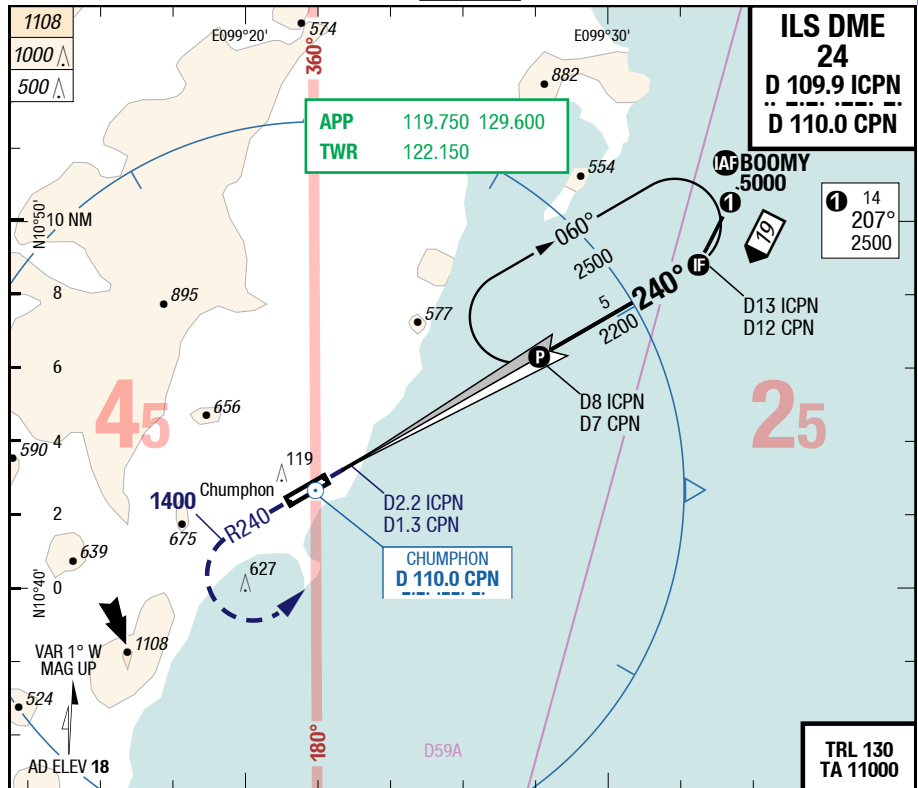 1108
1000
500
574
E099°20'
360°
E099°30'
882
ILS DME
24
D 109.9 ICPN
D 110.0 CPN
APP 119.750 129.600
TWR 122.150
554
IAF BOOMY
5000
1
1 14
207°
2500
N10°50'
10 NM
060°
2500
19
IF
240°
5
2200
D13 ICPN
D12 CPN
8
895
577
6
P
D8 ICPN
D7 CPN
45
25
656
4
590
119
Chumphon
1400
R240
D2.2 ICPN
D1.3 CPN
2
675
CHUMPHON
D 110.0 CPN
639
627
0
N10°40'
1108
VAR 1° W
MAG UP
524
180°
D59A
AD ELEV 18
TRL 130
TA 11000